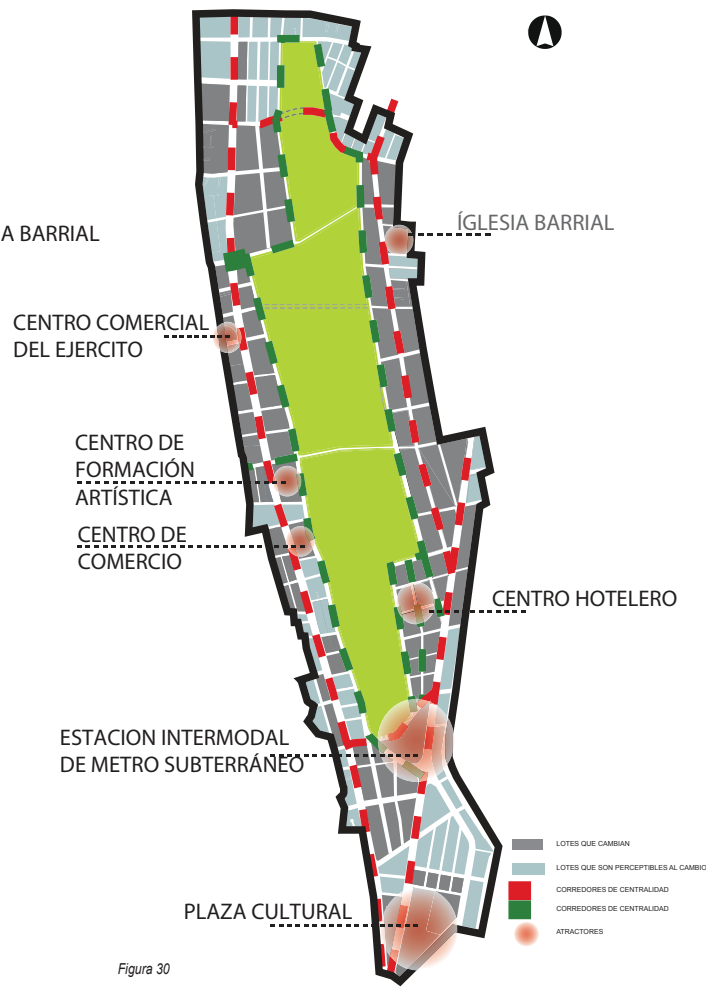 ÍGLESIA BARRIAL
A BARRIAL
CENTRO COMERCIAL
DEL EJERCITO
CENTRO DE
FORMACIÓN
ARTÍSTICA
CENTRO DE
COMERCIO
CENTRO HOTELERO
ESTACION INTERMODAL
DE METRO SUBTERRÁNEO
PLAZA CULTURAL
LOTES QUE CAMBIAN
LOTES QUE SON PERCEPTIBLES AL CAMBIO
CORREDORES DE CENTRALIDAD
CORREDORES DE CENTRALIDAD
ATRACTORES
Figura 30